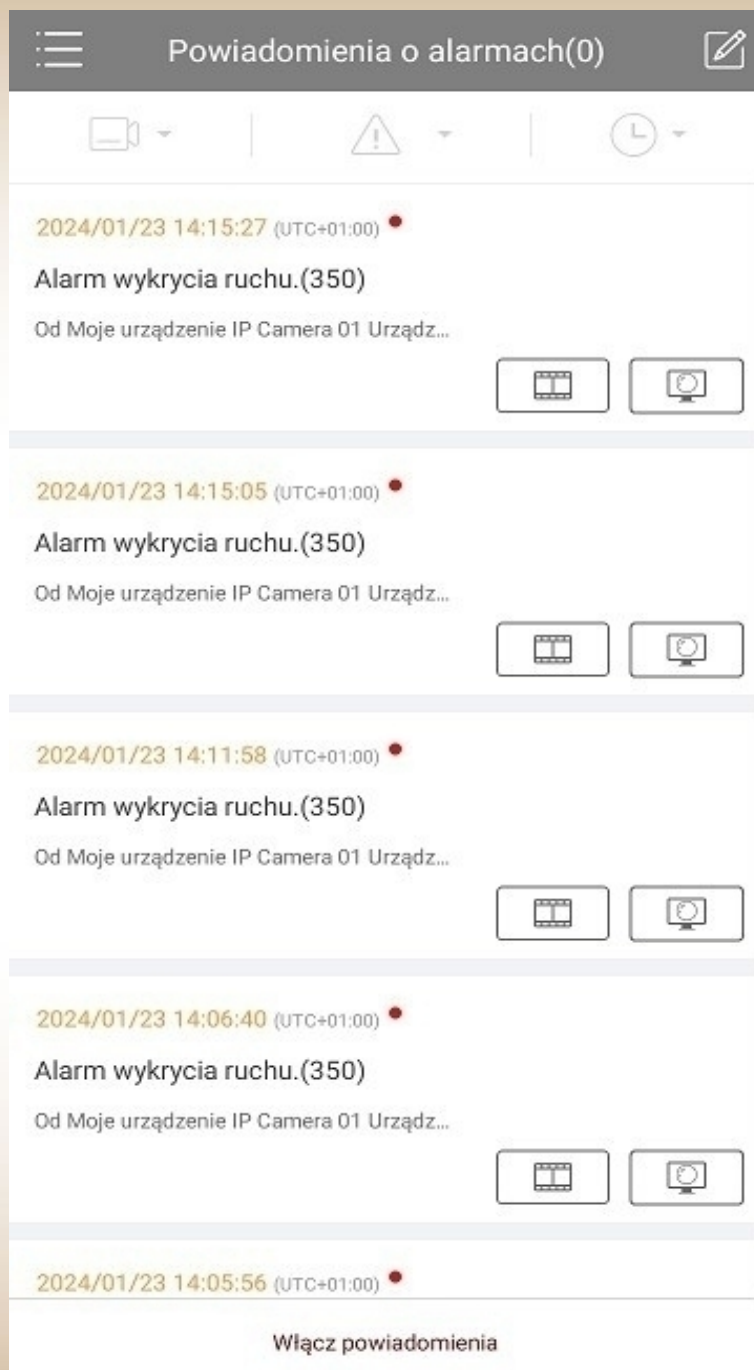 Powiadomienia o alarmach(0)
2024/01/23 14:15:27 (UTC+01:00)
Alarm wykrycia ruchu.(350)
Od Moje urządzenie IP Camera 01 Urządz...
2024/01/23 14:15:05 (UTC+01:00)
Alarm wykrycia ruchu.(350)
Od Moje urządzenie IP Camera 01 Urządz...
2024/01/23 14:11:58 (UTC+01:00)
Alarm wykrycia ruchu.(350)
Od Moje urządzenie IP Camera 01 Urządz...
2024/01/23 14:06:40 (UTC+01:00)
Alarm wykrycia ruchu.(350)
Od Moje urządzenie IP Camera 01 Urządz...
2024/01/23 14:05:56 (UTC+01:00)
Włącz powiadomienia